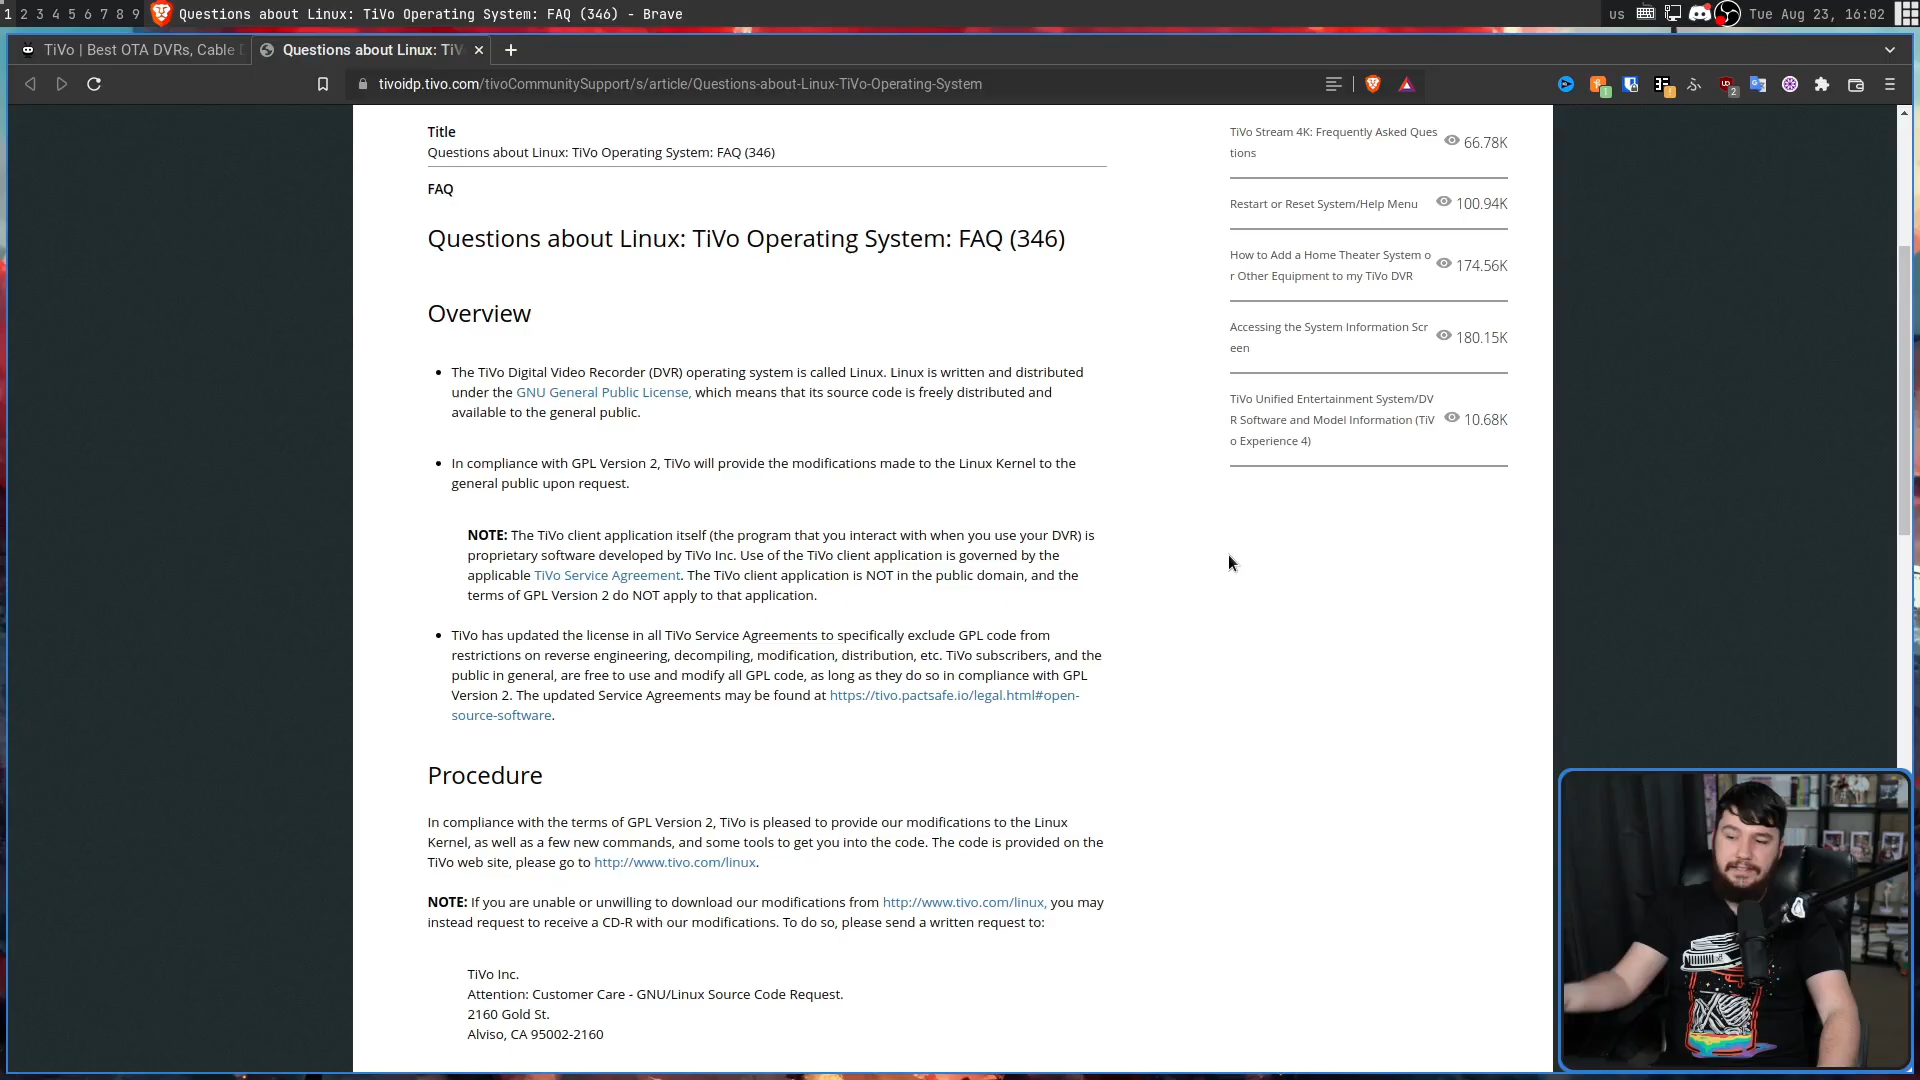 1 2 3 4 5 6 7 8 9 Questions about Linux: TiVo Operating System: FAQ (346) - Brave
us Tue Aug 23, 16:02
TiVo | Best OTA DVRs, Cable D
Questions about Linux: TiV
tivoidp.tivo.com/tivoCommunitySupport/s/article/Questions-about-Linux-TiVo-Operating-System
Title
Questions about Linux: TiVo Operating System: FAQ (346)
FAQ
Questions about Linux: TiVo Operating System: FAQ (346)
Overview
• The TiVo Digital Video Recorder (DVR) operating system is called Linux. Linux is written and distributed
under the GNU General Public License, which means that its source code is freely distributed and
available to the general public.
• In compliance with GPL Version 2, TiVo will provide the modifications made to the Linux Kernel to the
general public upon request.
NOTE: The TiVo client application itself (the program that you interact with when you use your DVR) is
proprietary software developed by TiVo Inc. Use of the TiVo client application is governed by the
applicable TiVo Service Agreement. The TiVo client application is NOT in the public domain, and the
terms of GPL Version 2 do NOT apply to that application.
• TiVo has updated the license in all TiVo Service Agreements to specifically exclude GPL code from
restrictions on reverse engineering, decompiling, modification, distribution, etc. TiVo subscribers, and the
public in general, are free to use and modify all GPL code, as long as they do so in compliance with GPL
Version 2. The updated Service Agreements may be found at https://tivo.pactsafe.io/legal.html#open-
source-software.
Procedure
In compliance with the terms of GPL Version 2, TiVo is pleased to provide our modifications to the Linux
Kernel, as well as a few new commands, and some tools to get you into the code. The code is provided on the
TiVo web site, please go to http://www.tivo.com/linux.
NOTE: If you are unable or unwilling to download our modifications from http://www.tivo.com/linux, you may
instead request to receive a CD-R with our modifications. To do so, please send a written request to:
TiVo Inc.
Attention: Customer Care - GNU/Linux Source Code Request.
2160 Gold St.
Alviso, CA 95002-2160
TiVo Stream 4K: Frequently Asked Ques
tions
66.78K
Restart or Reset System/Help Menu 100.94K
How to Add a Home Theater System o
r Other Equipment to my TiVo DVR
174.56K
Accessing the System Information Scr
een
180.15K
TiVo Unified Entertainment System/DV
R Software and Model Information (TiV
o Experience 4)
10.68K